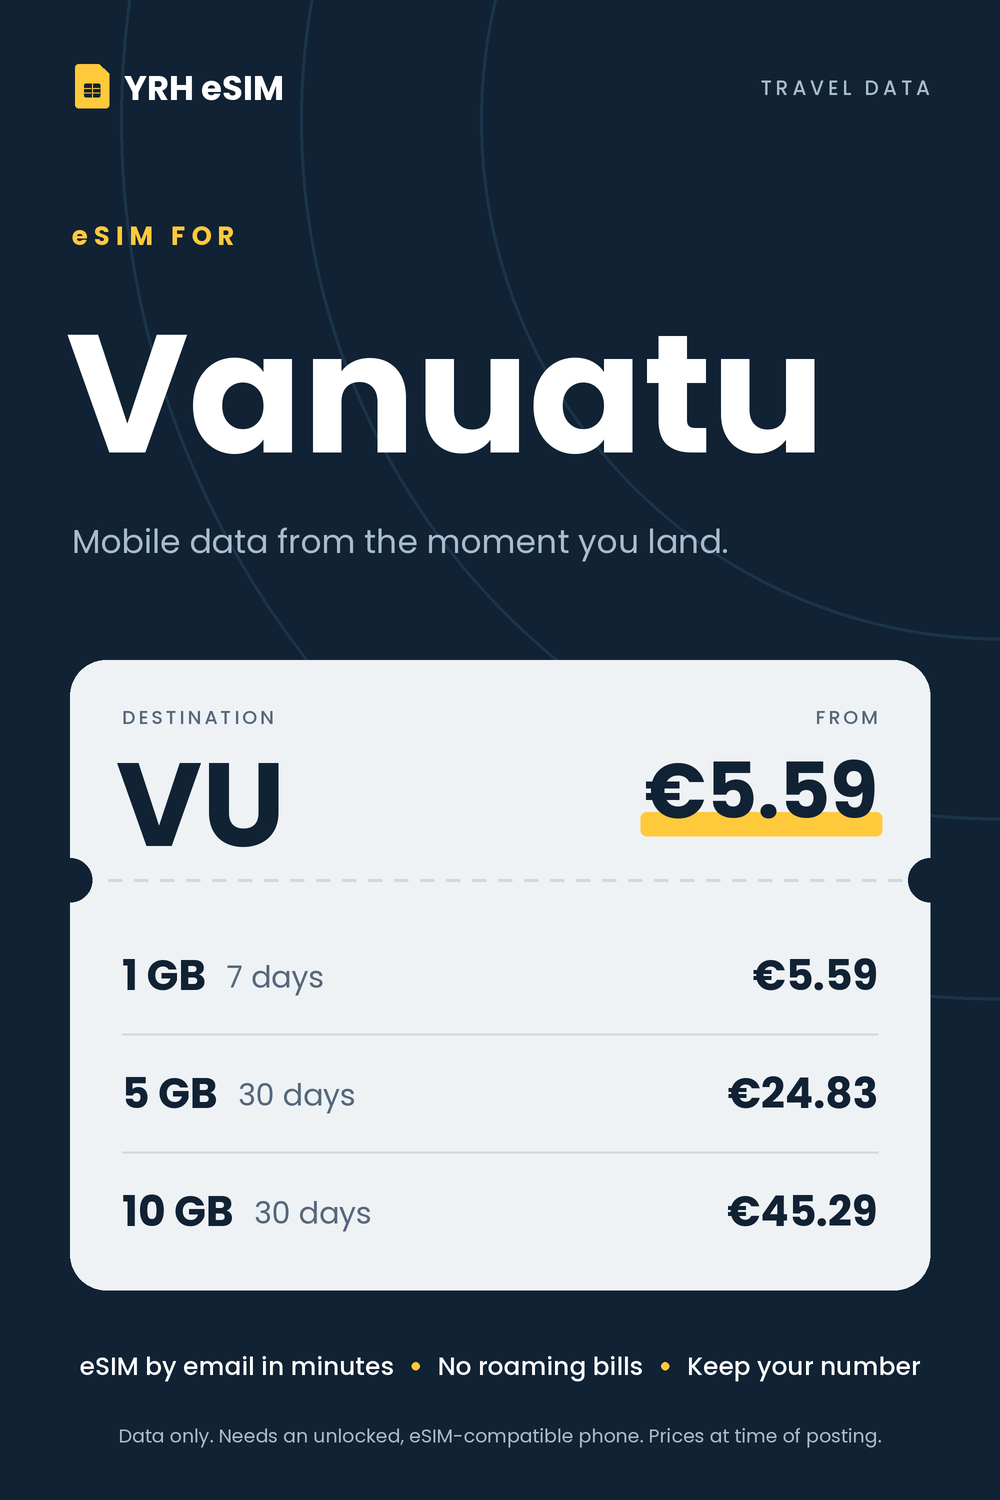 YRH eSIM
TRAVEL DATA
eSIM FOR
Vanuatu
Mobile data from the moment you land.
DESTINATION
FROM
VU
€5.59
1 GB 7 days €5.59
5 GB 30 days €24.83
10 GB 30 days €45.29
eSIM by email in minutes • No roaming bills • Keep your number
Data only. Needs an unlocked, eSIM-compatible phone. Prices at time of posting.